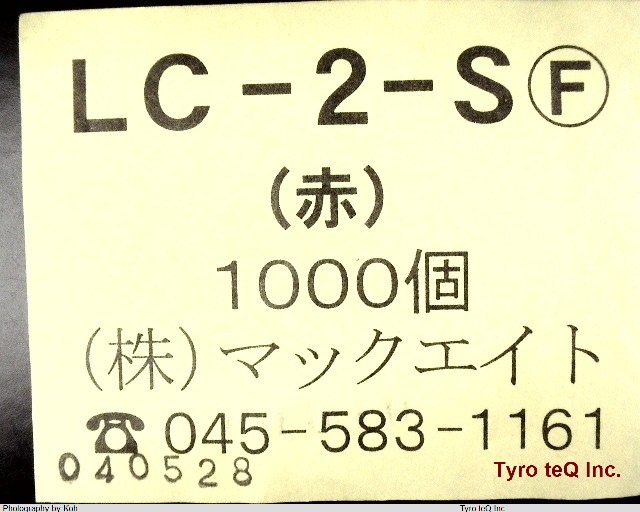 LC-2-SⒻ
(赤)
1000個
(株)マックエイト
☎045-583-1161
040528
Tyro teQ Inc.
Photography by Koh
Tyro teQ Inc